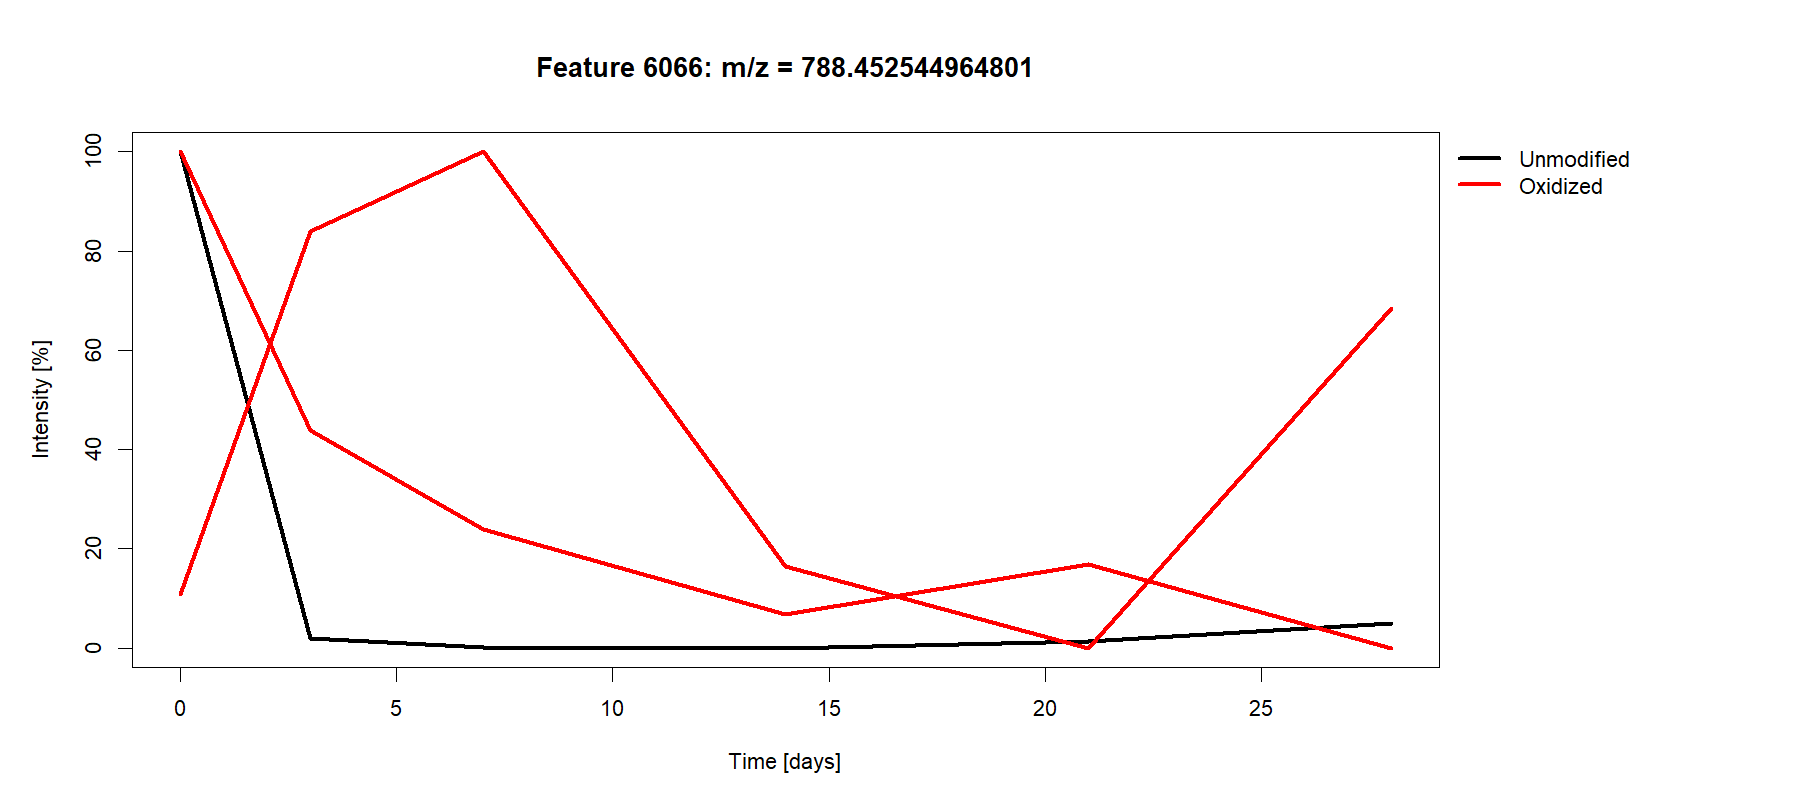 Feature 6066: m/z = 788.452544964801
Unmodified
Oxidized
Intensity [%]
100
80
60
40
20
0
0 5 10 15 20 25
Time [days]